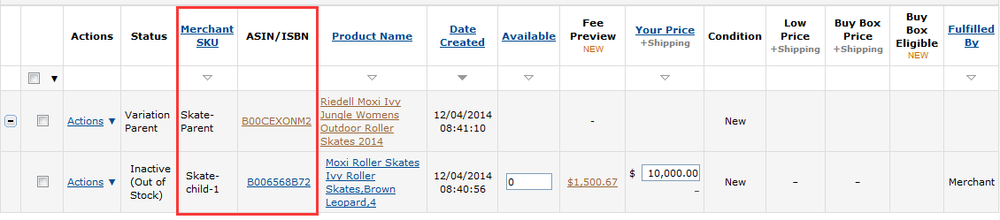 Actions
Status
Merchant
SKU
ASIN/ISBN
Product Name
Date
Created
Available
Fee
Preview
NEW
Your Price
+Shipping
Condition
Low
Price
+Shipping
Buy Box
Price
+Shipping
Buy
Box
Eligible
NEW
Fulfilled
By
Actions
Variation
Parent
Skate-
Parent
B00CEXONM2
Riedell Moxi Ivy
Jungle Womens
Outdoor Roller
Skates 2014
12/04/2014
08:41:10
-
New
Actions
Inactive
(Out of
Stock)
Skate-
child-1
B006568B72
Moxi Roller Skates
Ivy Roller
Skates,Brown
Leopard,4
12/04/2014
08:40:56
0
$1,500.67
$ 10,000.00
–
New
–
–
Merchant